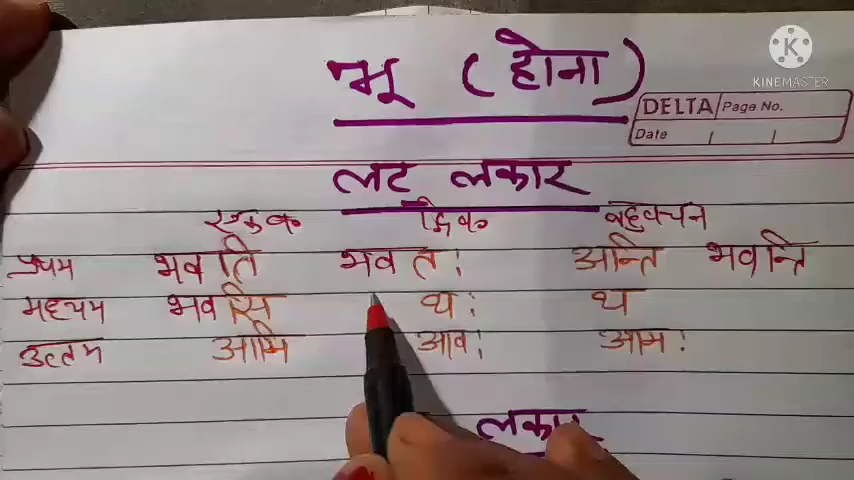 भू ( होना )
KINEMASTER
DELTA Page No.
Date
लट् लकार
एकव॰ द्विव॰ बहुवचन
प्रथम भवति भवतः अन्ति भवन्ति
मध्यम भवसि थः थ
उत्तम आमि आवः आमः
लकार